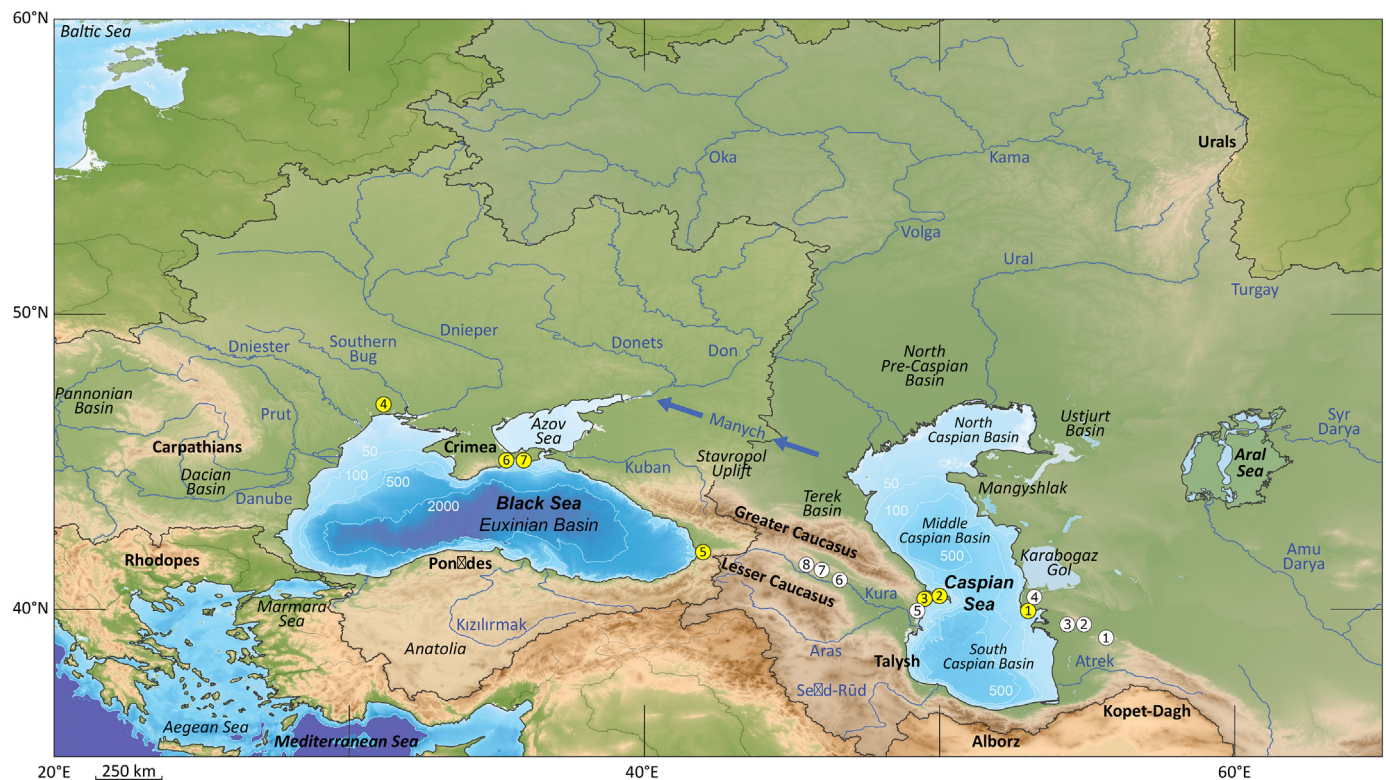 60°N
Baltic Sea
Urals
Oka
Kama
Volga
Ural
Turgay
50°N
Dniester
Southern
Bug
Dnieper
Donets
Don
North
Pre-Caspian
Basin
Pannonian
Basin
4
Prut
Azov
Sea
Manych
North
Caspian Basin
Ustjurt
Basin
Syr
Darya
Carpathians
Crimea
6
7
Kuban
Stavropol
Uplift
Aral
Sea
50
Dacian
Basin
100
500
Danube
2000
Black Sea
Euxinian Basin
Terek
Basin
50
100
Mangyshlak
Greater Caucasus
Middle
Caspian Basin
500
Rhodopes
Pon⍰des
5
Lesser Caucasus
8
7
6
Karabogaz
Gol
Amu
Darya
40°N
Marmara
Sea
Kızılırmak
Kura
3
2
5
Caspian
Sea
4
1
3
2
1
Anatolia
Aras
Talysh
South
Caspian Basin
Atrek
Se⍰d-Rūd
500
Kopet-Dagh
Aegean Sea
Mediterranean Sea
Alborz
20°E
250 km
40°E
60°E